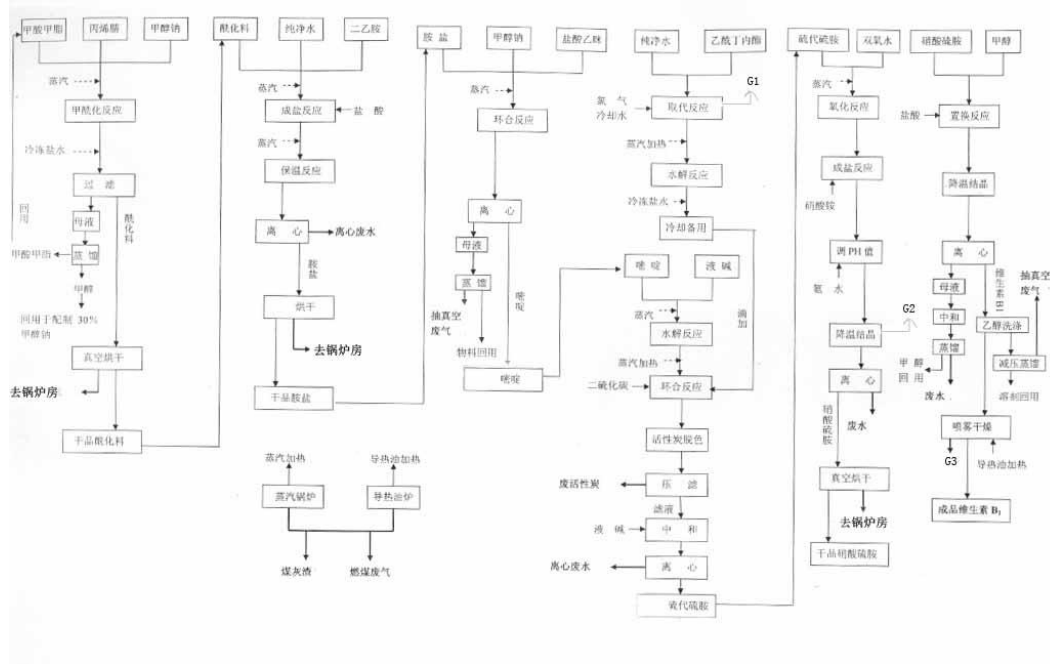 甲酸甲脂
丙烯腈
甲醇钠
蒸汽
甲酰化反应
冷冻盐水
过 滤
母液
酰化料
回用
甲酸甲脂
蒸馏
甲醇
回用于配制 30%
甲醇钠
真空烘干
去锅炉房
干品酰化料
酰化料
纯净水
二乙胺
蒸汽
成盐反应
盐 酸
蒸汽
保温反应
离 心
离心废水
胺盐
烘干
去锅炉房
干品胺盐
蒸汽加热
导热油加热
蒸汽锅炉
导热油炉
煤灰渣
燃煤废气
胺 盐
甲醇钠
盐酸乙脒
蒸汽
环合反应
离 心
母液
蒸 馏
嘧啶
抽真空
废气
物料回用
嘧啶
纯净水
乙酰丁内酯
G1
氯 气
冷却水
取代反应
蒸汽加热
水解反应
冷冻盐水
冷却备用
嘧 啶
液 碱
滴加
蒸汽
水解反应
蒸汽加热
二硫化碳
环合反应
活性炭脱色
废活性炭
压 滤
滤液
液 碱
中 和
离心废水
离 心
硫代硫胺
硫代硫胺
双氧水
蒸汽
氧化反应
成盐反应
硝酸铵
调PH 值
氨 水
G2
降温结晶
离 心
硝酸硫胺
废水
真空烘干
去锅炉房
干品硝酸硫胺
硝酸硫胺
甲醇
盐酸
置换反应
降温结晶
离 心
母液
维生素B1
抽真空
废气
中和
乙醇洗涤
蒸馏
减压蒸馏
甲 醇
回 用
废水
溶剂回用
喷雾干燥
G3
导热油加热
成品维生素 B₁